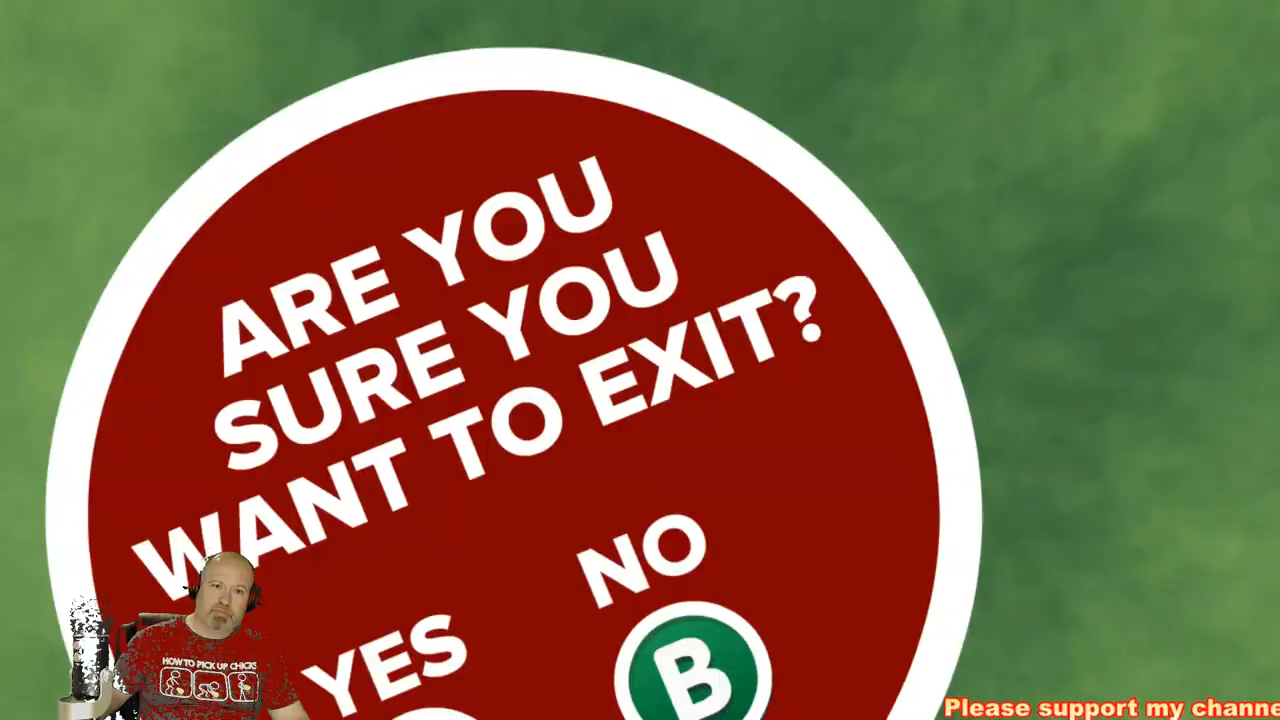 ARE YOU
SURE YOU
WANT TO EXIT?
NO
YES
B
HOW TO PICK UP CHICKS
Please support my channe